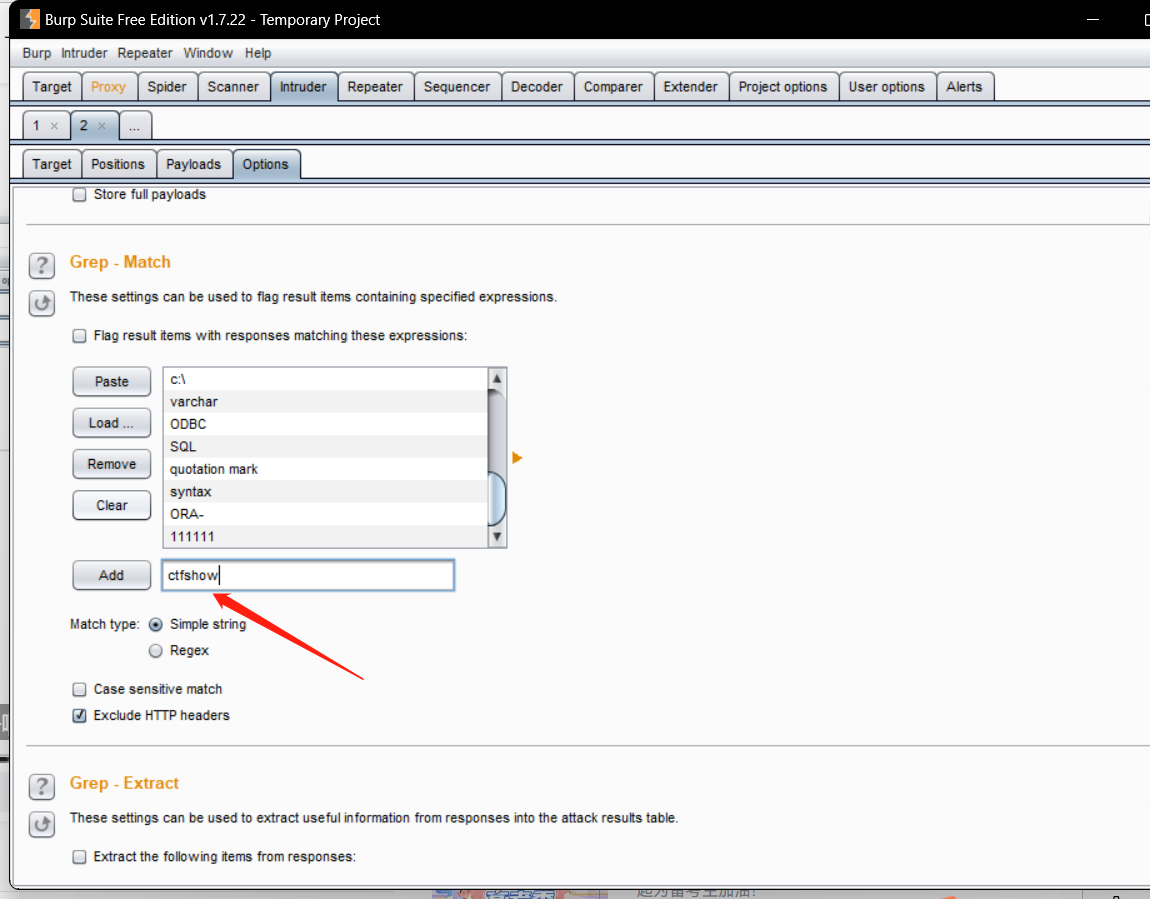 Burp Suite Free Edition v1.7.22 - Temporary Project
Burp Intruder Repeater Window Help
Target Proxy Spider Scanner Intruder Repeater Sequencer Decoder Comparer Extender Project options User options Alerts
1 × 2 × ...
Target Positions Payloads Options
Store full payloads
? Grep - Match
These settings can be used to flag result items containing specified expressions.
Flag result items with responses matching these expressions:
Paste c:\
varchar
Load ... ODBC
SQL
Remove quotation mark
syntax
Clear ORA-
111111
Add ctfshow
Match type: Simple string
Regex
Case sensitive match
Exclude HTTP headers
? Grep - Extract
These settings can be used to extract useful information from responses into the attack results table.
Extract the following items from responses: